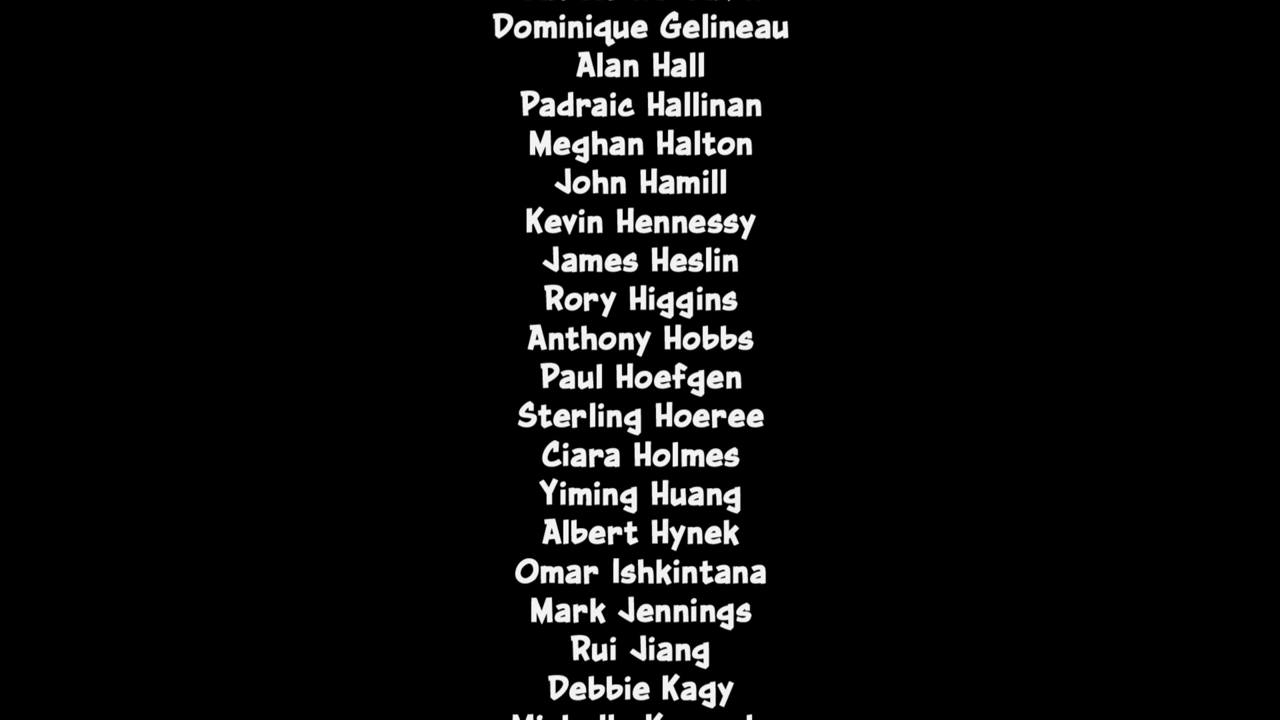 Dominique Gelineau
Alan Hall
Padraic Hallinan
Meghan Halton
John Hamill
Kevin Hennessy
James Heslin
Rory Higgins
Anthony Hobbs
Paul Hoefgen
Sterling Hoeree
Ciara Holmes
Yiming Huang
Albert Hynek
Omar Ishkintana
Mark Jennings
Rui Jiang
Debbie Kagy